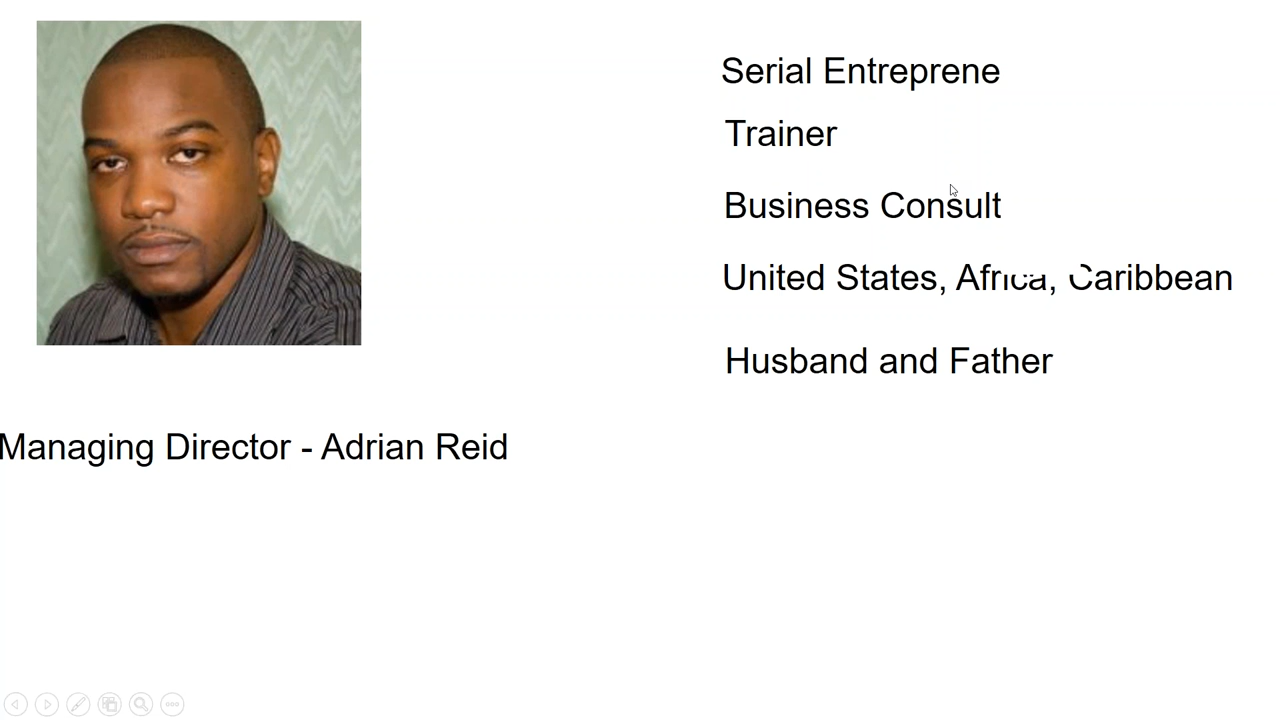 Serial Entreprene
Trainer
Business Consult
United States, Africa, Caribbean
Husband and Father
Managing Director - Adrian Reid